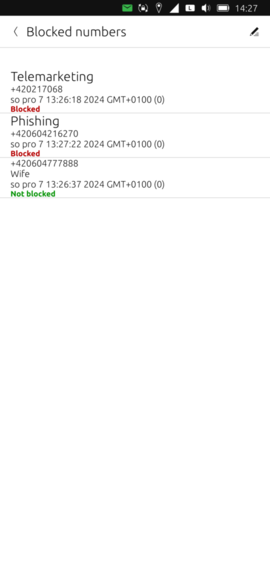 14:27
Blocked numbers
Telemarketing
+420217068
so pro 7 13:26:18 2024 GMT+0100 (0)
Blocked
Phishing
+420604216270
so pro 7 13:27:22 2024 GMT+0100 (0)
Blocked
+420604777888
Wife
so pro 7 13:26:37 2024 GMT+0100 (0)
Not blocked